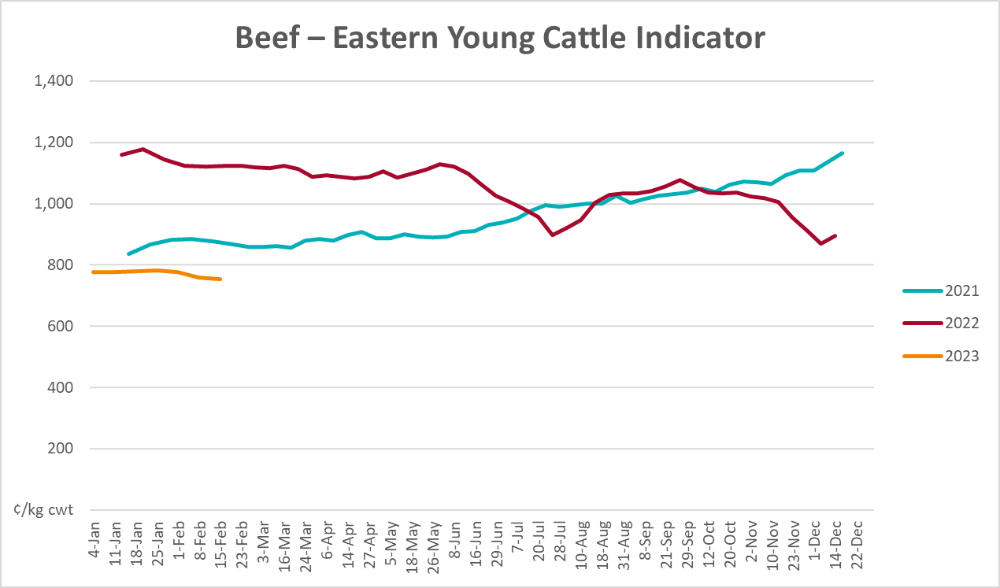 Beef – Eastern Young Cattle Indicator
1,400
1,200
1,000
800
600
400
200
¢/kg cwt
4-Jan
11-Jan
18-Jan
25-Jan
1-Feb
8-Feb
15-Feb
23-Feb
3-Mar
16-Mar
24-Mar
6-Apr
14-Apr
27-Apr
5-May
18-May
26-May
8-Jun
16-Jun
29-Jun
7-Jul
20-Jul
28-Jul
10-Aug
18-Aug
31-Aug
8-Sep
21-Sep
29-Sep
12-Oct
20-Oct
2-Nov
10-Nov
23-Nov
1-Dec
14-Dec
22-Dec
2021
2022
2023